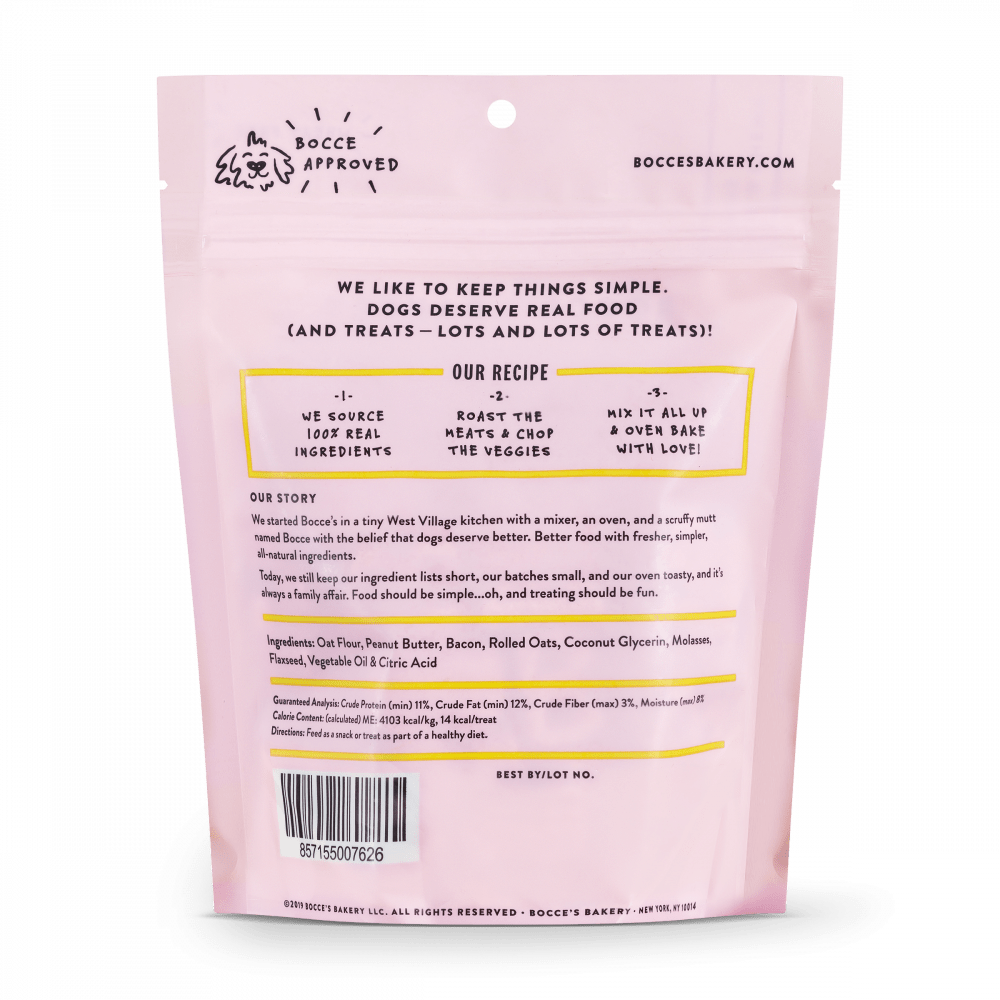 BOCCE
APPROVED
BOCCESBAKERY.COM
WE LIKE TO KEEP THINGS SIMPLE.
DOGS DESERVE REAL FOOD
(AND TREATS — LOTS AND LOTS OF TREATS)!
OUR RECIPE
-1-
WE SOURCE
100% REAL
INGREDIENTS
-2-
ROAST THE
MEATS & CHOP
THE VEGGIES
-3-
MIX IT ALL UP
& OVEN BAKE
WITH LOVE!
OUR STORY
We started Bocce's in a tiny West Village kitchen with a mixer, an oven, and a scruffy mutt
named Bocce with the belief that dogs deserve better. Better food with fresher, simpler,
all-natural ingredients.
Today, we still keep our ingredient lists short, our batches small, and our oven toasty, and it's
always a family affair. Food should be simple...oh, and treating should be fun.
Ingredients: Oat Flour, Peanut Butter, Bacon, Rolled Oats, Coconut Glycerin, Molasses,
Flaxseed, Vegetable Oil & Citric Acid
Guaranteed Analysis: Crude Protein (min) 11%, Crude Fat (min) 12%, Crude Fiber (max) 3%, Moisture (max) 8%
Calorie Content: (calculated) ME: 4103 kcal/kg, 14 kcal/treat
Directions: Feed as a snack or treat as part of a healthy diet.
BEST BY/LOT NO.
857155007626
©2019 BOCCE'S BAKERY LLC. ALL RIGHTS RESERVED · BOCCE'S BAKERY · NEW YORK, NY 10014